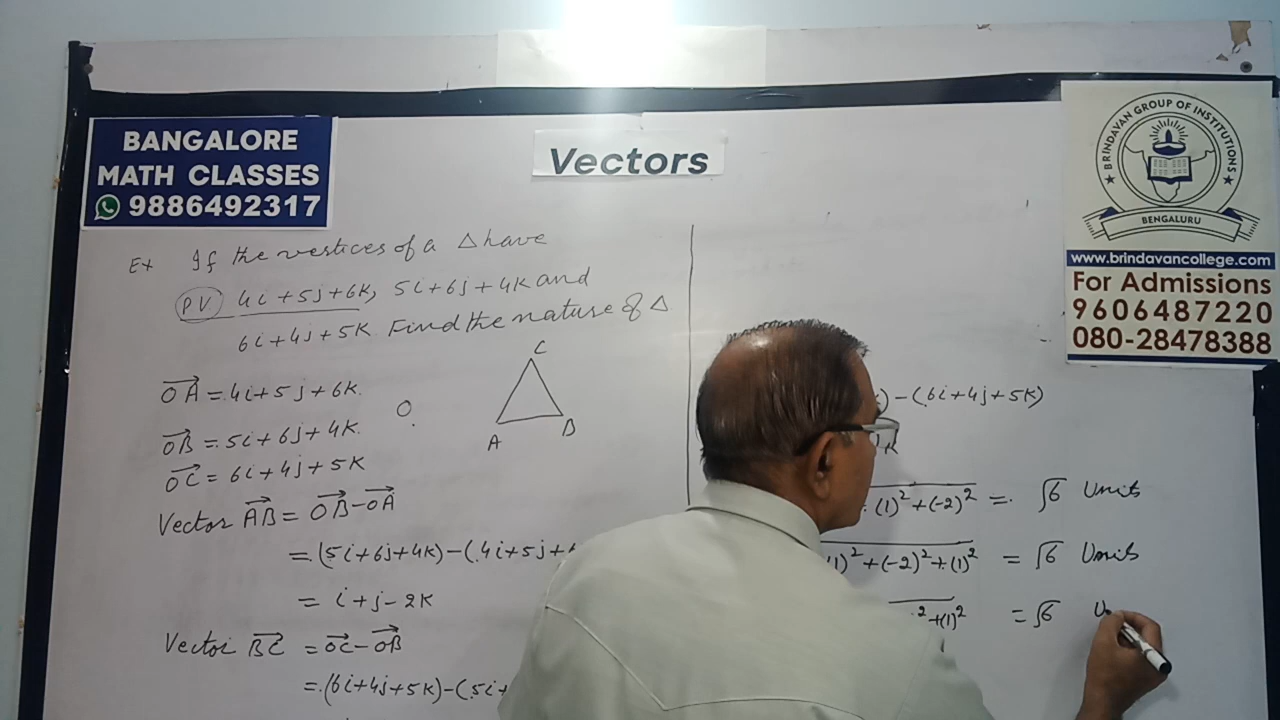 BANGALORE
MATH CLASSES
9886492317
Vectors
BRINDAVAN GROUP OF INSTITUTIONS
BENGALURU
www.brindavancollege.com
For Admissions
9606487220
080-28478388
Ex If the vertices of a △ have
PV 4i+5j+6K, 5i+6j+4K and
6i+4j+5K Find the nature of △
C
A B
O
OA = 4i+5j+6K.
OB = 5i+6j+4K.
OC = 6i+4j+5K
Vector AB = OB-OA
= (5i+6j+4K)-(4i+5j+
= i+j-2K
Vector BC = OC-OB
= (6i+4j+5K)-(5i+
)-(6i+4j+5K)
K
(1)²+(-2)² = √6 Units
1)²+(-2)²+(1)² = √6 Units
²+(1)² = √6 U